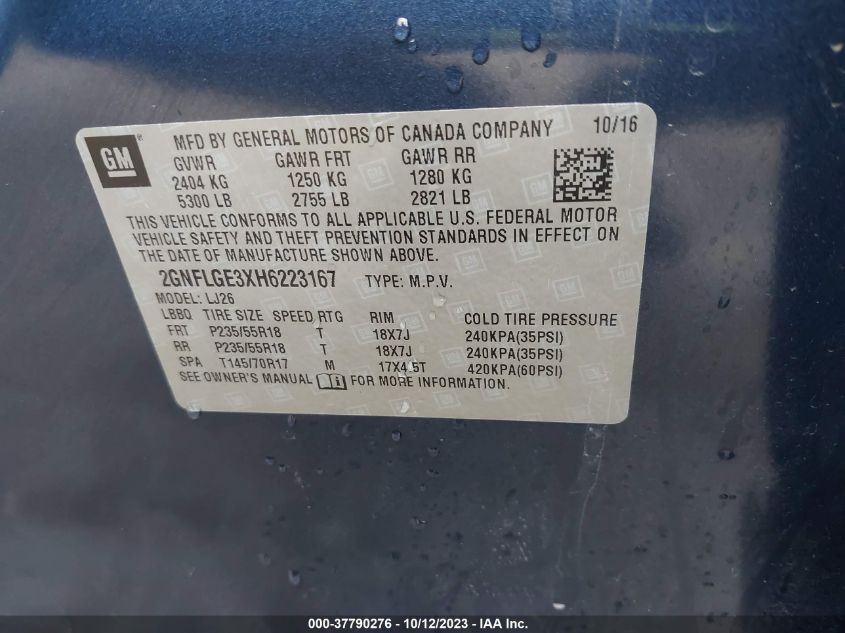 GM ® MFD BY GENERAL MOTORS OF CANADA COMPANY 10/16
GVWR GAWR FRT GAWR RR
2404 KG 1250 KG 1280 KG
5300 LB 2755 LB 2821 LB
THIS VEHICLE CONFORMS TO ALL APPLICABLE U.S. FEDERAL MOTOR
VEHICLE SAFETY AND THEFT PREVENTION STANDARDS IN EFFECT ON
THE DATE OF MANUFACTURE SHOWN ABOVE.
2GNFLGE3XH6223167 TYPE: M.P.V.
MODEL: LJ26
LBBQ TIRE SIZE SPEED RTG RIM COLD TIRE PRESSURE
FRT P235/55R18 T 18X7J 240KPA(35PSI)
RR P235/55R18 T 18X7J 240KPA(35PSI)
SPA T145/70R17 M 17X4.5T 420KPA(60PSI)
SEE OWNER'S MANUAL FOR MORE INFORMATION.
000-37790276 - 10/12/2023 - IAA Inc.